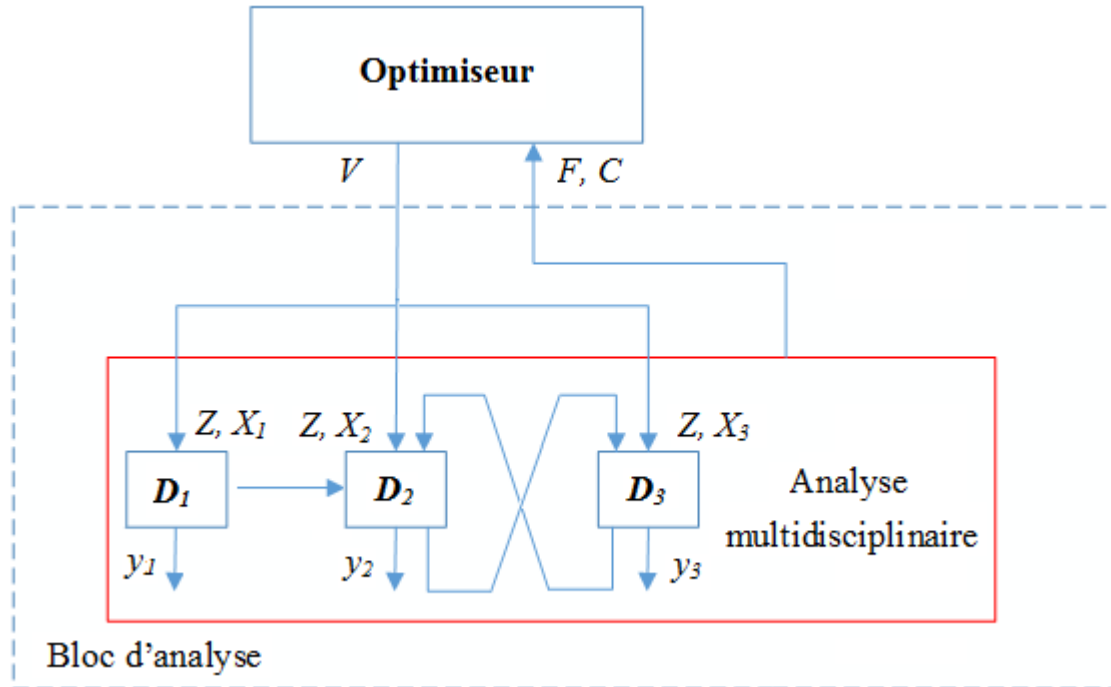 Optimiseur
V F, C
Z, X₁ Z, X₂ Z, X₃
D₁ D₂ D₃ Analyse
multidisciplinaire
y₁ y₂ y₃
Bloc d'analyse